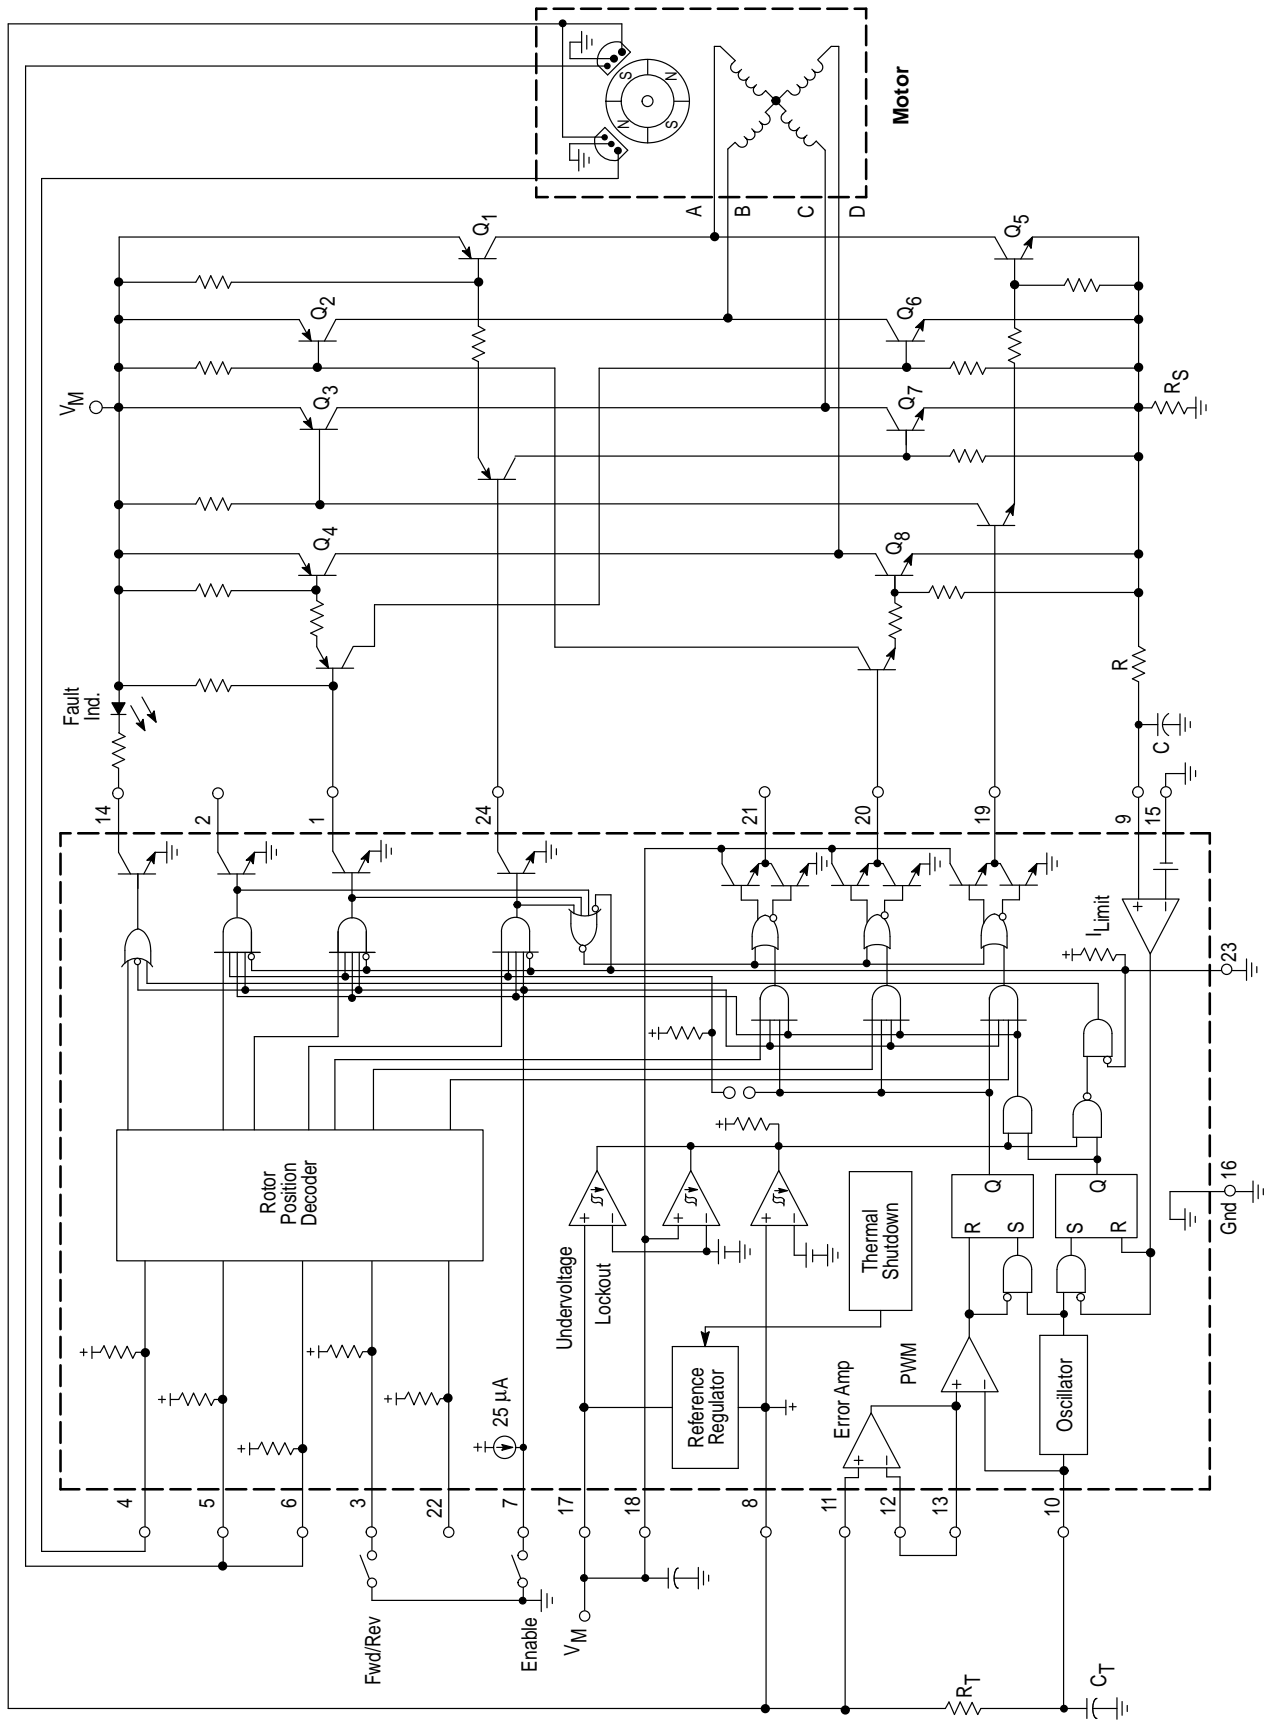 4
5
6
3
22
7
17
18
8
11
12
13
10
Fwd/Rev
Enable
VM
RT
CT
+
+
+
+
+
+
25 µA
Rotor
Position
Decoder
Undervoltage
Lockout
Reference
Regulator
+
Thermal
Shutdown
Error Amp
+
−
PWM
+
−
Oscillator
+
−
+
−
+
−
+
+
R
Q
S
S
Q
R
+
ILimit
+
−
Gnd 16
23
14
2
1
24
21
20
19
9
15
Fault
Ind.
VM
Q4
Q3
Q2
Q1
Q8
Q7
Q6
Q5
R
C
RS
A
B
C
D
N
S
S
N
Motor